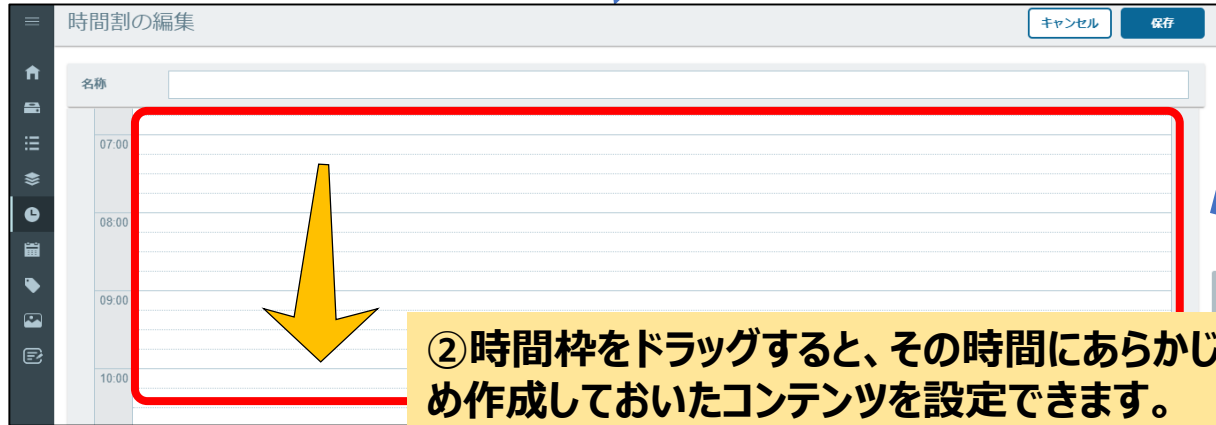 時間割の編集
キャンセル
保存
名称
07:00
08:00
09:00
10:00
②時間枠をドラッグすると、その時間にあらかじ
め作成しておいたコンテンツを設定できます。